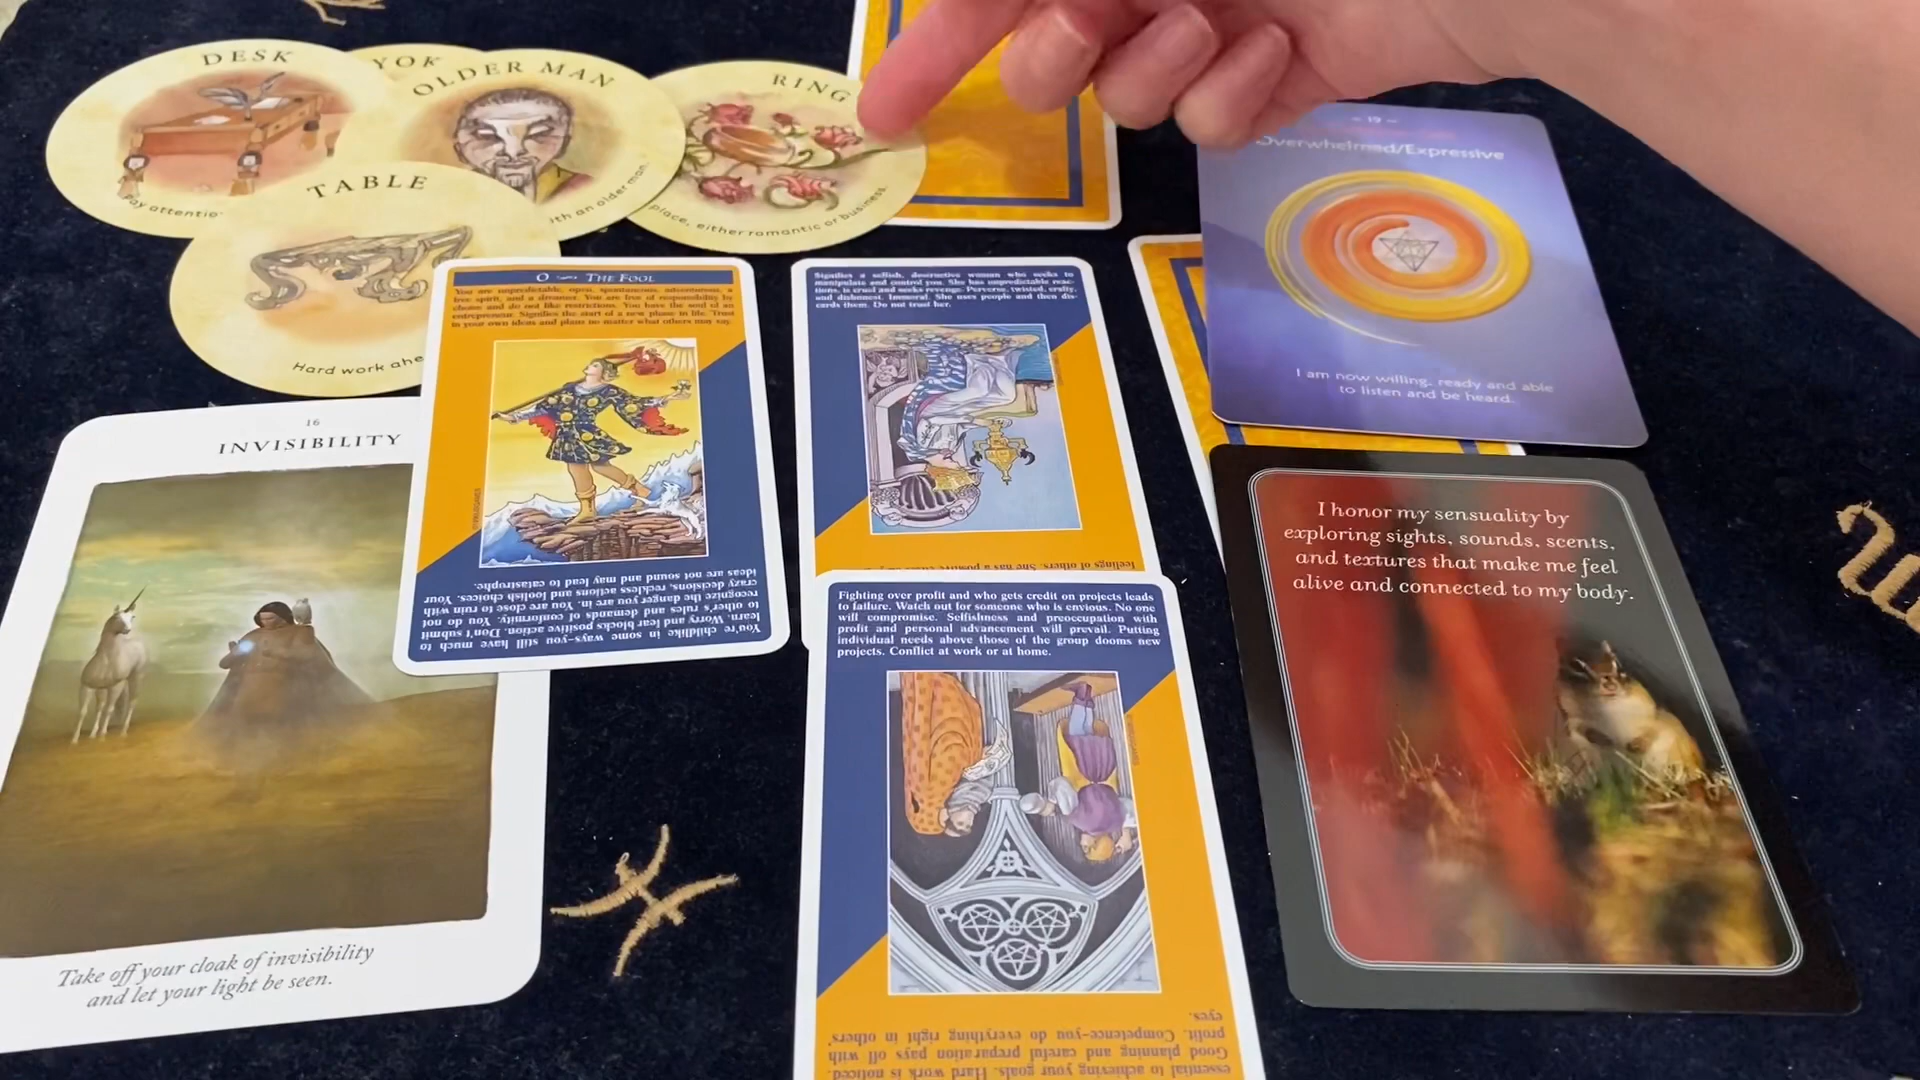 DESK
Pay attentio
YOK
OLDER MAN
ith an older man.
RING
place, either romantic or business.
TABLE
Hard work ahe
16
INVISIBILITY
Take off your cloak of invisibility
and let your light be seen.
0 THE FOOL
You are unpredictable, open, spontaneous, adventurous, a
free spirit, and a dreamer. You are free of responsibility by
choice and do not like restrictions. You have the soul of an
entrepreneur. Signifies the start of a new phase in life. Trust
in your own ideas and plans no matter what others may say.
You're childlike in some ways-you still have much to
learn. Worry and fear blocks positive action. Don't submit
to other's rules and demands of conformity. You do not
recognize the danger you are in. You are close to ruin with
crazy decisions, reckless actions and foolish choices. Your
ideas are not sound and may lead to catastrophe.
Signifies a selfish, destructive woman who seeks to
manipulate and control you. She has unpredictable reac-
tions, is cruel and seeks revenge. Perverse, twisted, crafty,
and dishonest. Immoral. She uses people and then dis-
cards them. Do not trust her.
feelings of others. She has a positive
Fighting over profit and who gets credit on projects leads
to failure. Watch out for someone who is envious. No one
will compromise. Selfishness and preoccupation with
profit and personal advancement will prevail. Putting
individual needs above those of the group dooms new
projects. Conflict at work or at home.
essential to achieving your goals. Hard work is noticed.
Good planning and careful preparation pays off with
profit. Competence-you do everything right in others'
eyes.
- 19 -
Overwhelmed/Expressive
I am now willing, ready and able
to listen and be heard.
I honor my sensuality by
exploring sights, sounds, scents,
and textures that make me feel
alive and connected to my body.